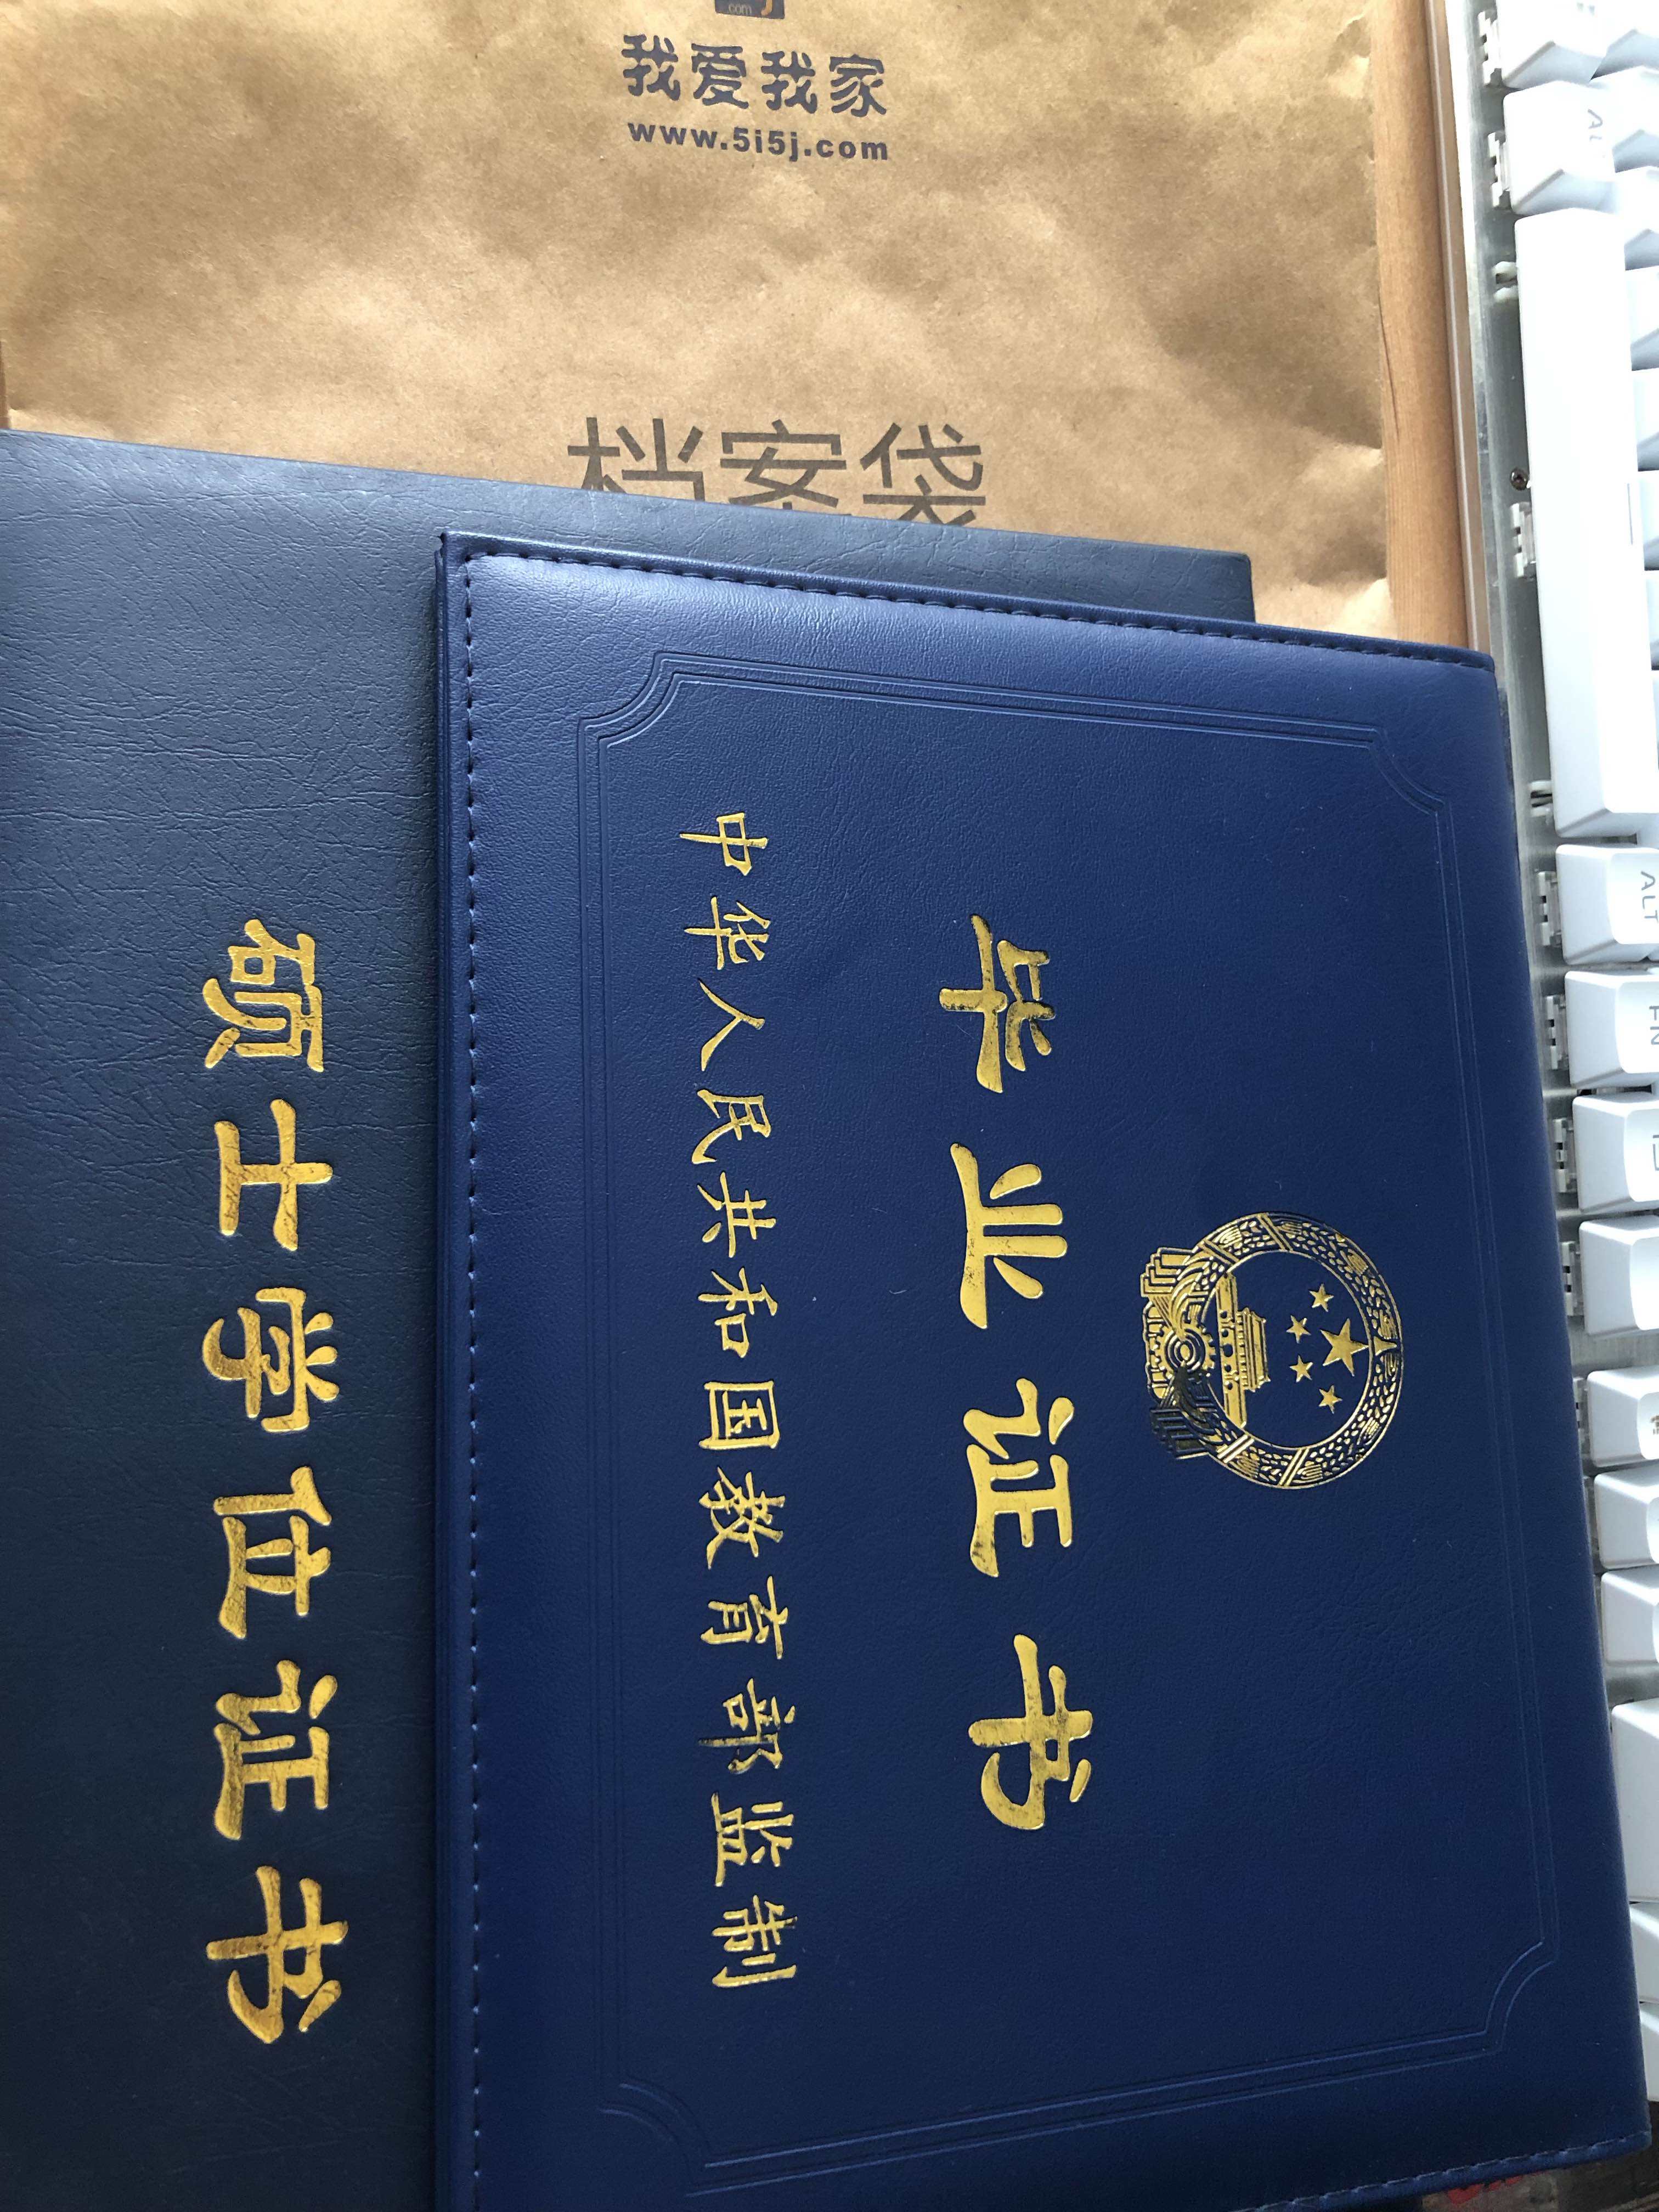 我爱我家
www.5i5j.com
档案袋
毕业证书
中华人民共和国教育部监制
硕士学位证书
ALT
FN